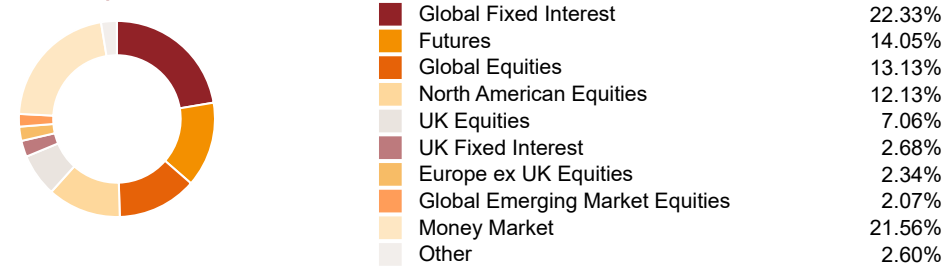 Global Fixed Interest 22.33%
Futures 14.05%
Global Equities 13.13%
North American Equities 12.13%
UK Equities 7.06%
UK Fixed Interest 2.68%
Europe ex UK Equities 2.34%
Global Emerging Market Equities 2.07%
Money Market 21.56%
Other 2.60%